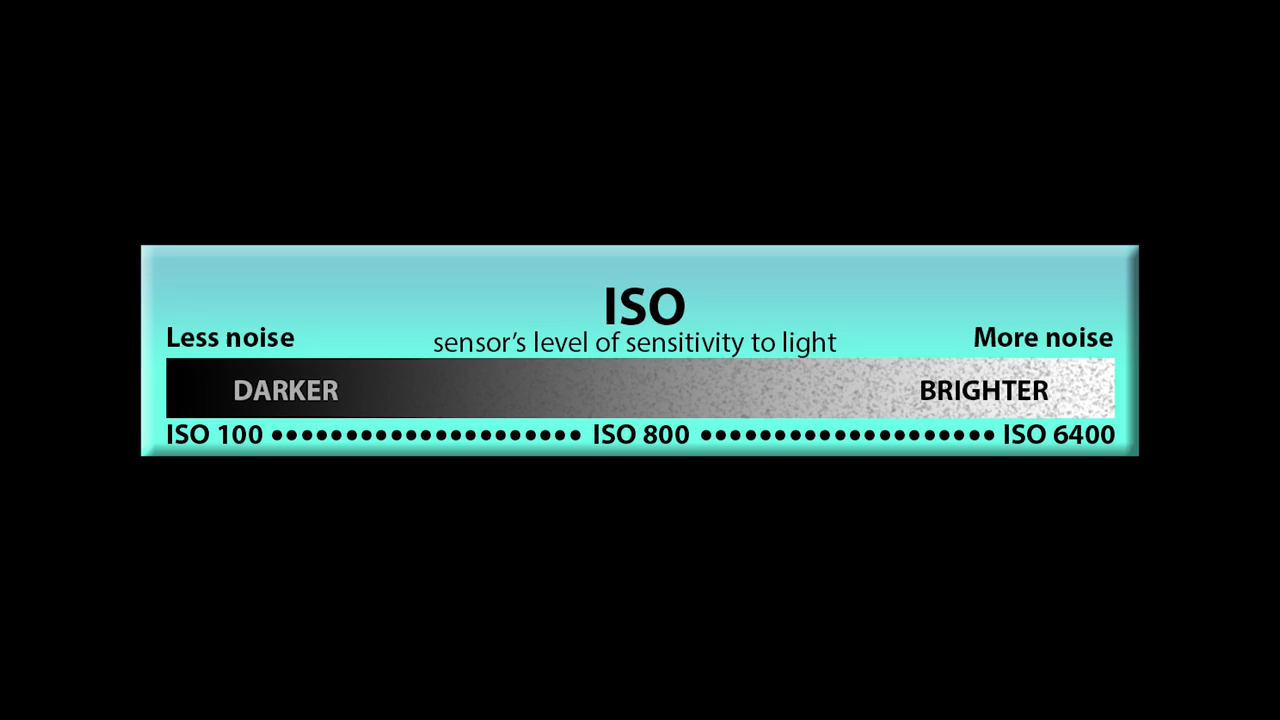 ISO
sensor’s level of sensitivity to light
Less noise
More noise
DARKER
BRIGHTER
ISO 100 ••••••••••••••••••••• ISO 800 •••••••••••••••••••• ISO 6400